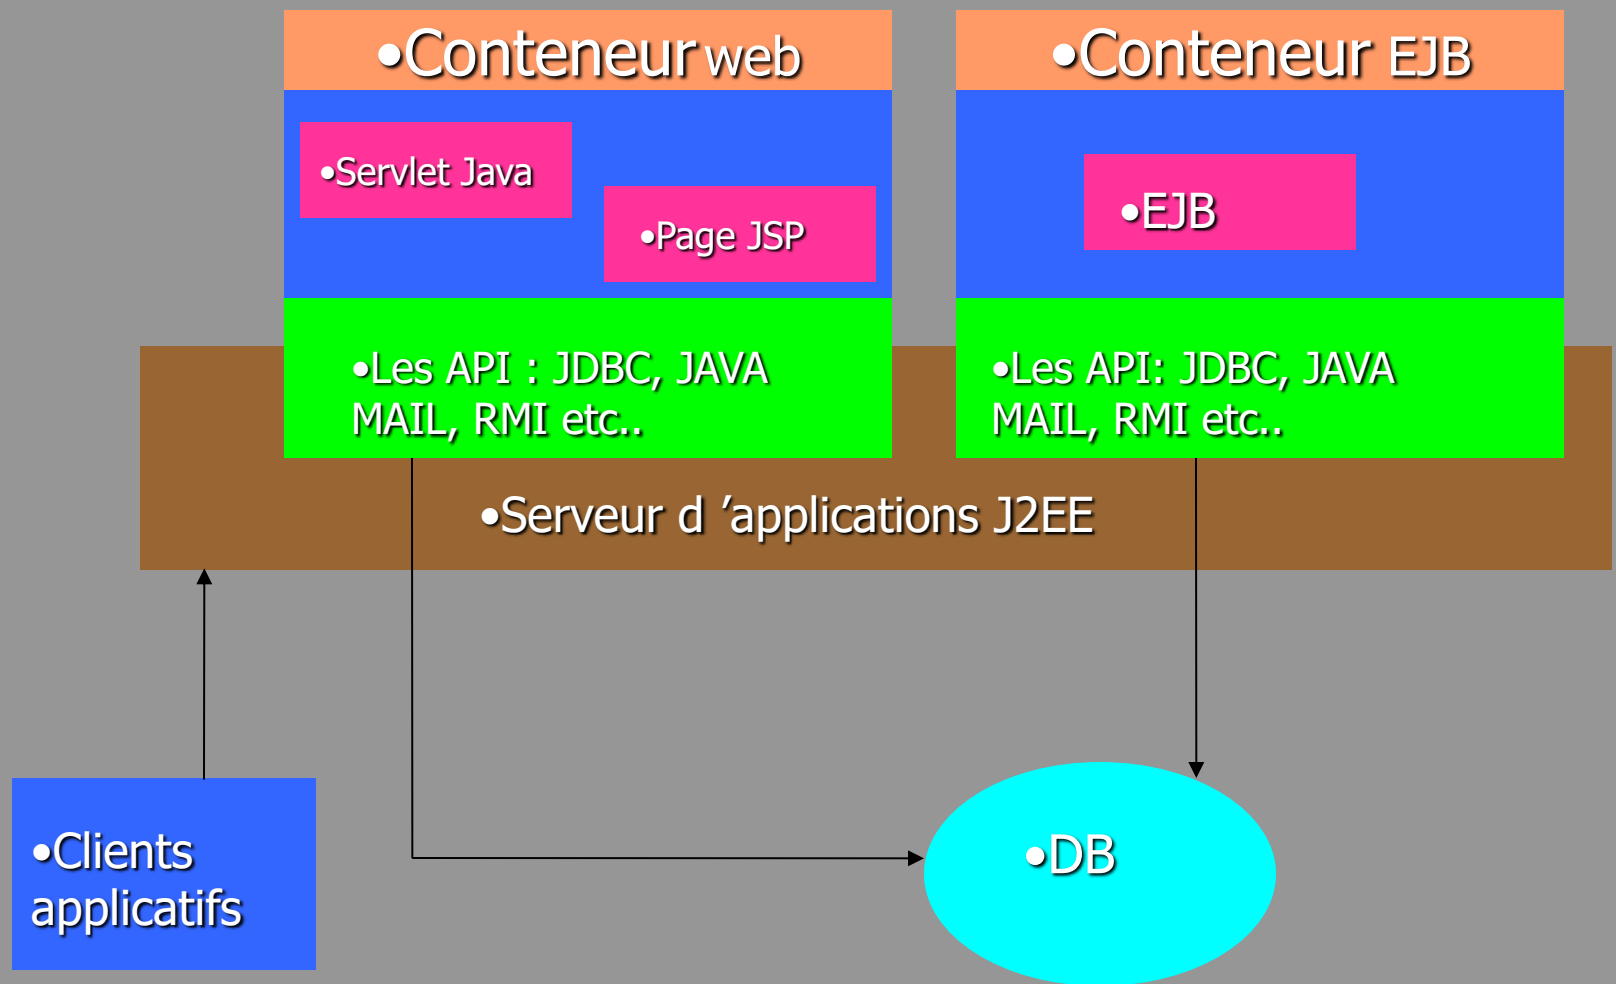 •Conteneur web
•Conteneur EJB
•Servlet Java
•Page JSP
•EJB
•Les API : JDBC, JAVA
MAIL, RMI etc..
•Les API: JDBC, JAVA
MAIL, RMI etc..
•Serveur d ’applications J2EE
•Clients
applicatifs
•DB